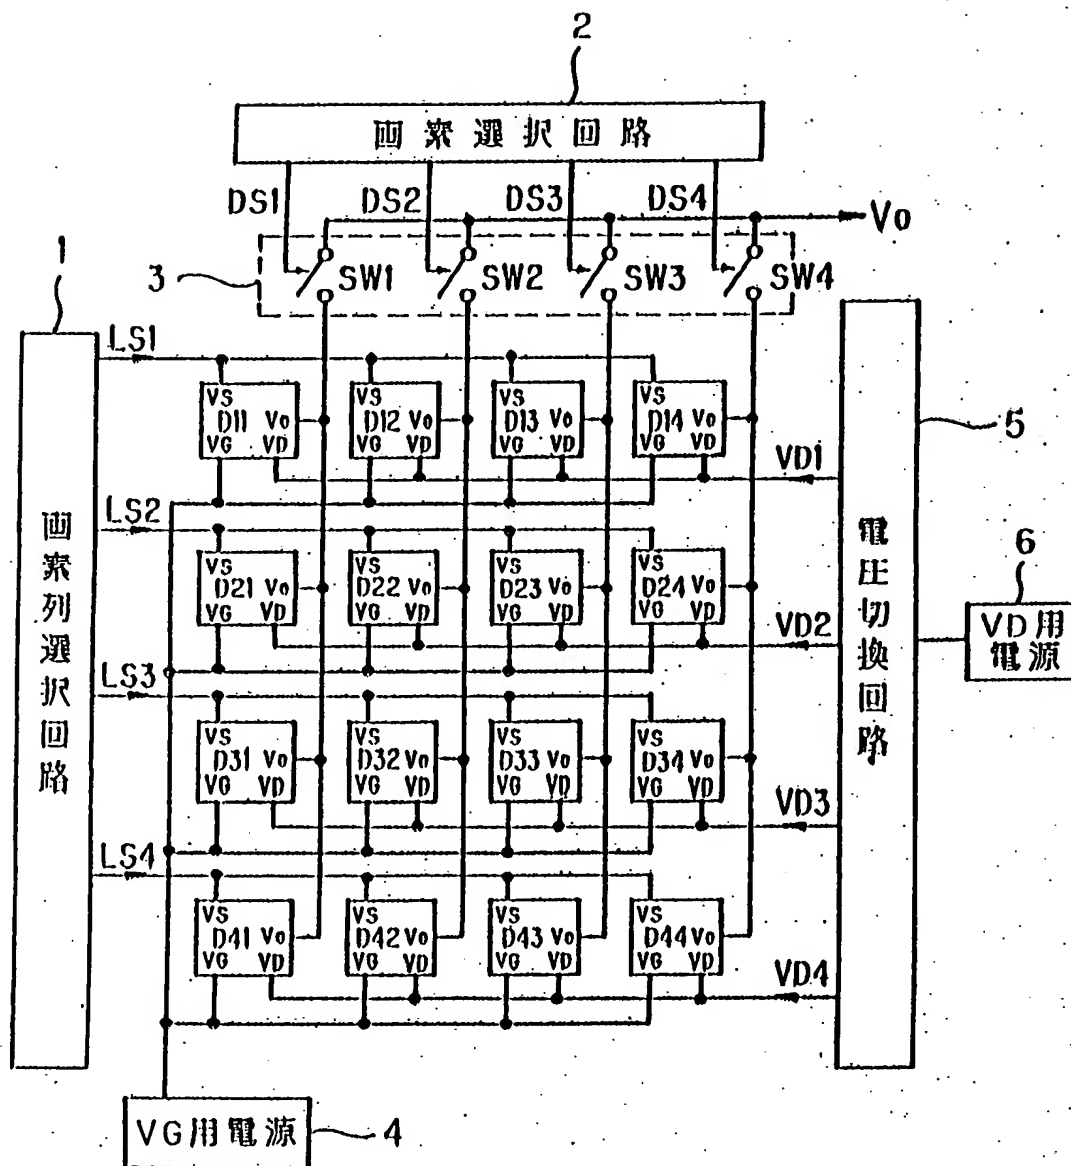 2
画素選択回路
DS1 DS2 DS3 DS4
Vo
1
3
SW1 SW2 SW3 SW4
LS1
VS VS VS VS
D11 Vo D12 Vo D13 Vo D14 Vo
VG VD VG VD VG VD VG VD
VD1
5
LS2
VS VS VS VS
D21 Vo D22 Vo D23 Vo D24 Vo
VG VD VG VD VG VD VG VD
VD2
LS3
VS VS VS VS
D31 Vo D32 Vo D33 Vo D34 Vo
VG VD VG VD VG VD VG VD
VD3
LS4
VS VS VS VS
D41 Vo D42 Vo D43 Vo D44 Vo
VG VD VG VD VG VD VG VD
VD4
画素列選択回路
電圧切換回路
6
VD用
電源
VG用電源
4